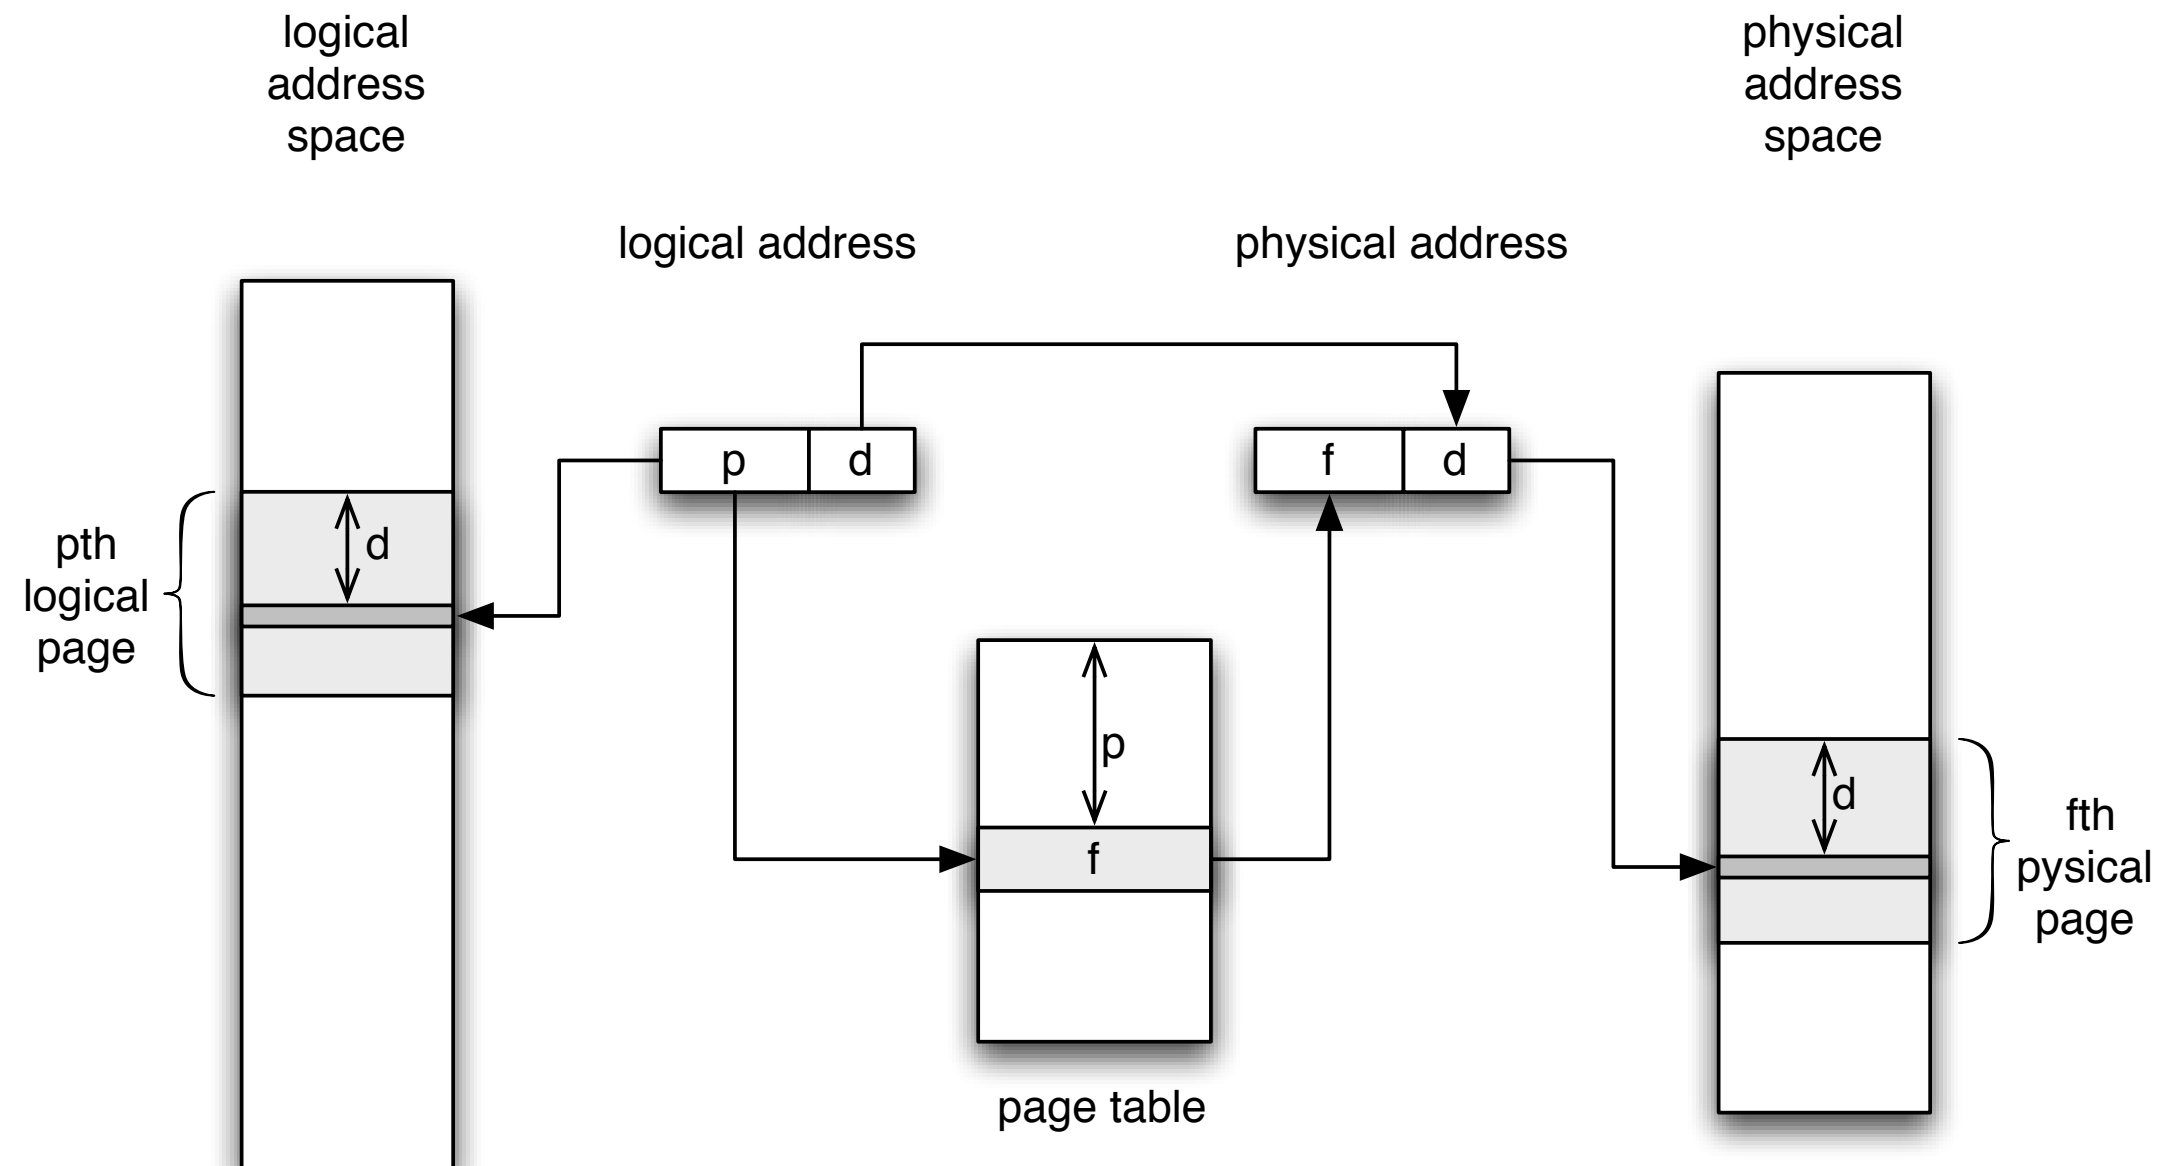 logical
address
space
physical
address
space
logical address
physical address
p
d
f
d
pth
logical
page
d
p
f
d
fth
pysical
page
page table